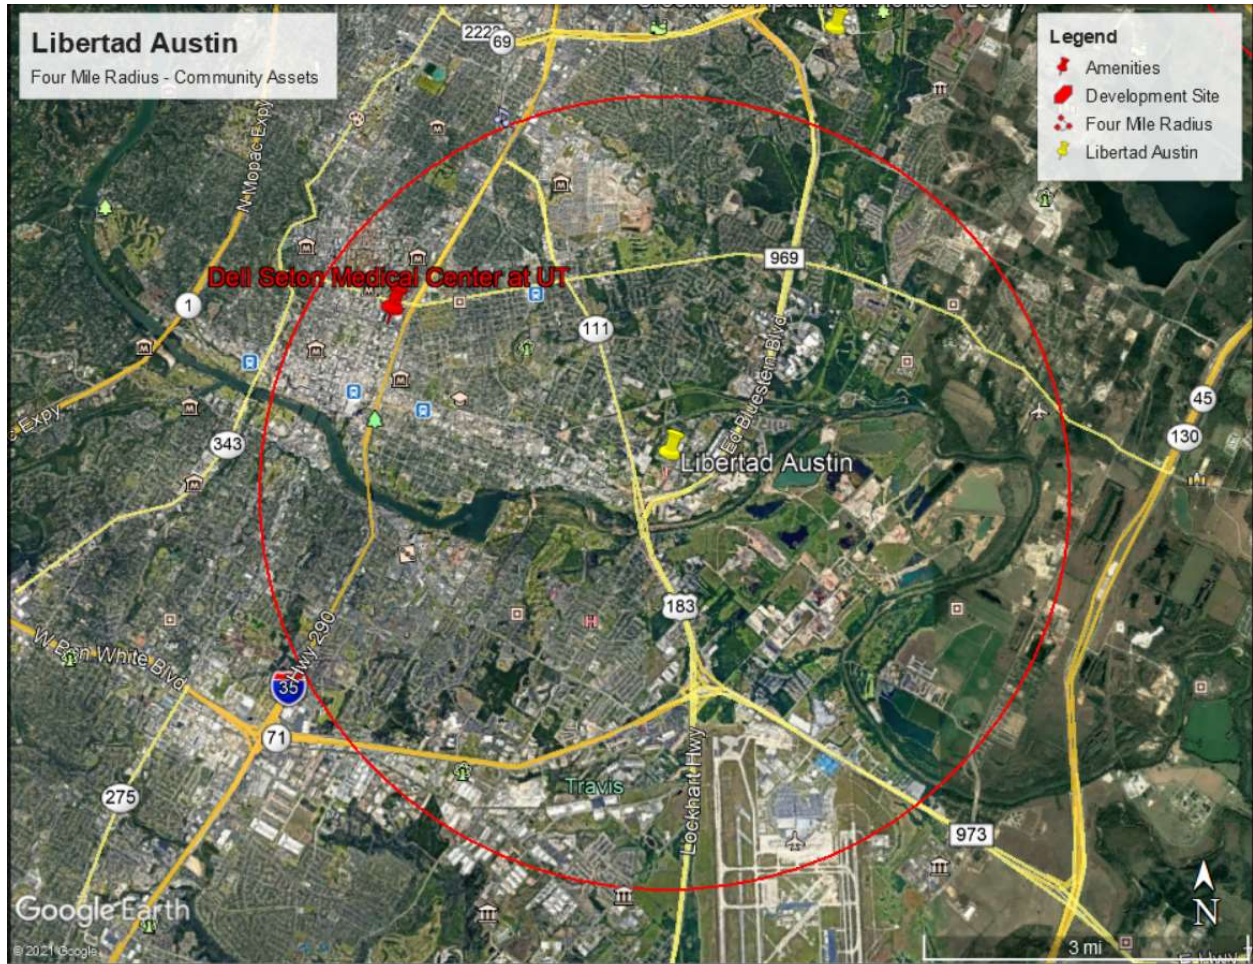 Libertad Austin
Four Mile Radius - Community Assets
Legend
Amenities
Development Site
Four Mile Radius
Libertad Austin
2222
69
N Mopac Expy
969
Dell Seton Medical Center at UT
1
111
Ed Bluestein Blvd
45
130
Expy
343
Libertad Austin
183
W Ben White Blvd
Hwy 290
35
71
275
Travis
Lockhart Hwy
973
N
Google Earth
© 2021 Google
3 mi